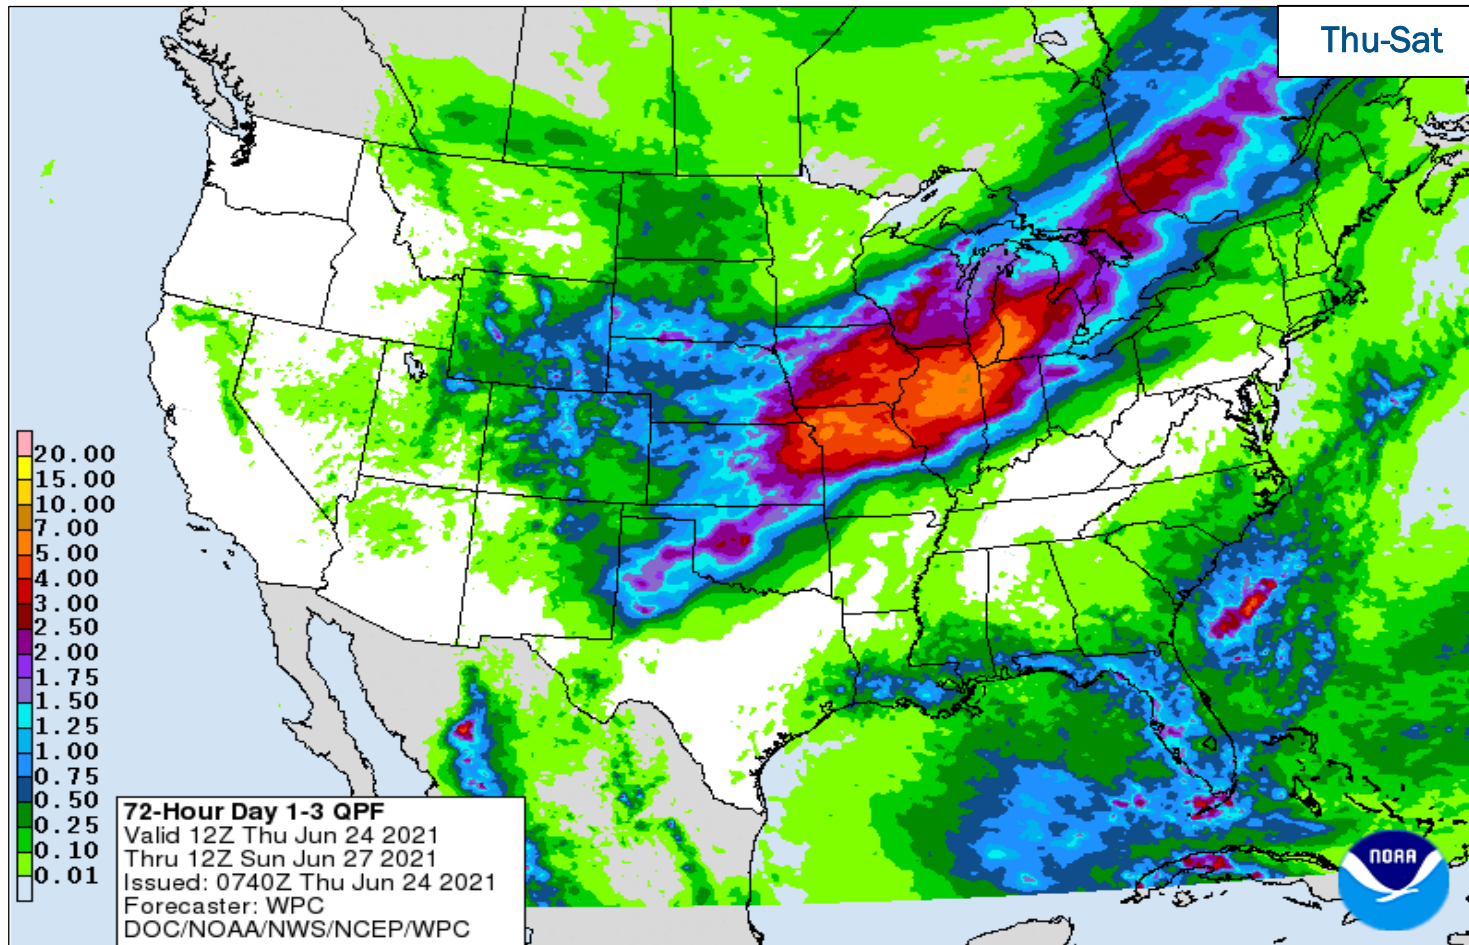 Thu-Sat
20.00
15.00
10.00
7.00
5.00
4.00
3.00
2.50
2.00
1.75
1.50
1.25
1.00
0.75
0.50
0.25
0.10
0.01
72-Hour Day 1-3 QPF
Valid 12Z Thu Jun 24 2021
Thru 12Z Sun Jun 27 2021
Issued: 0740Z Thu Jun 24 2021
Forecaster: WPC
DOC/NOAA/NWS/NCEP/WPC
NOAA